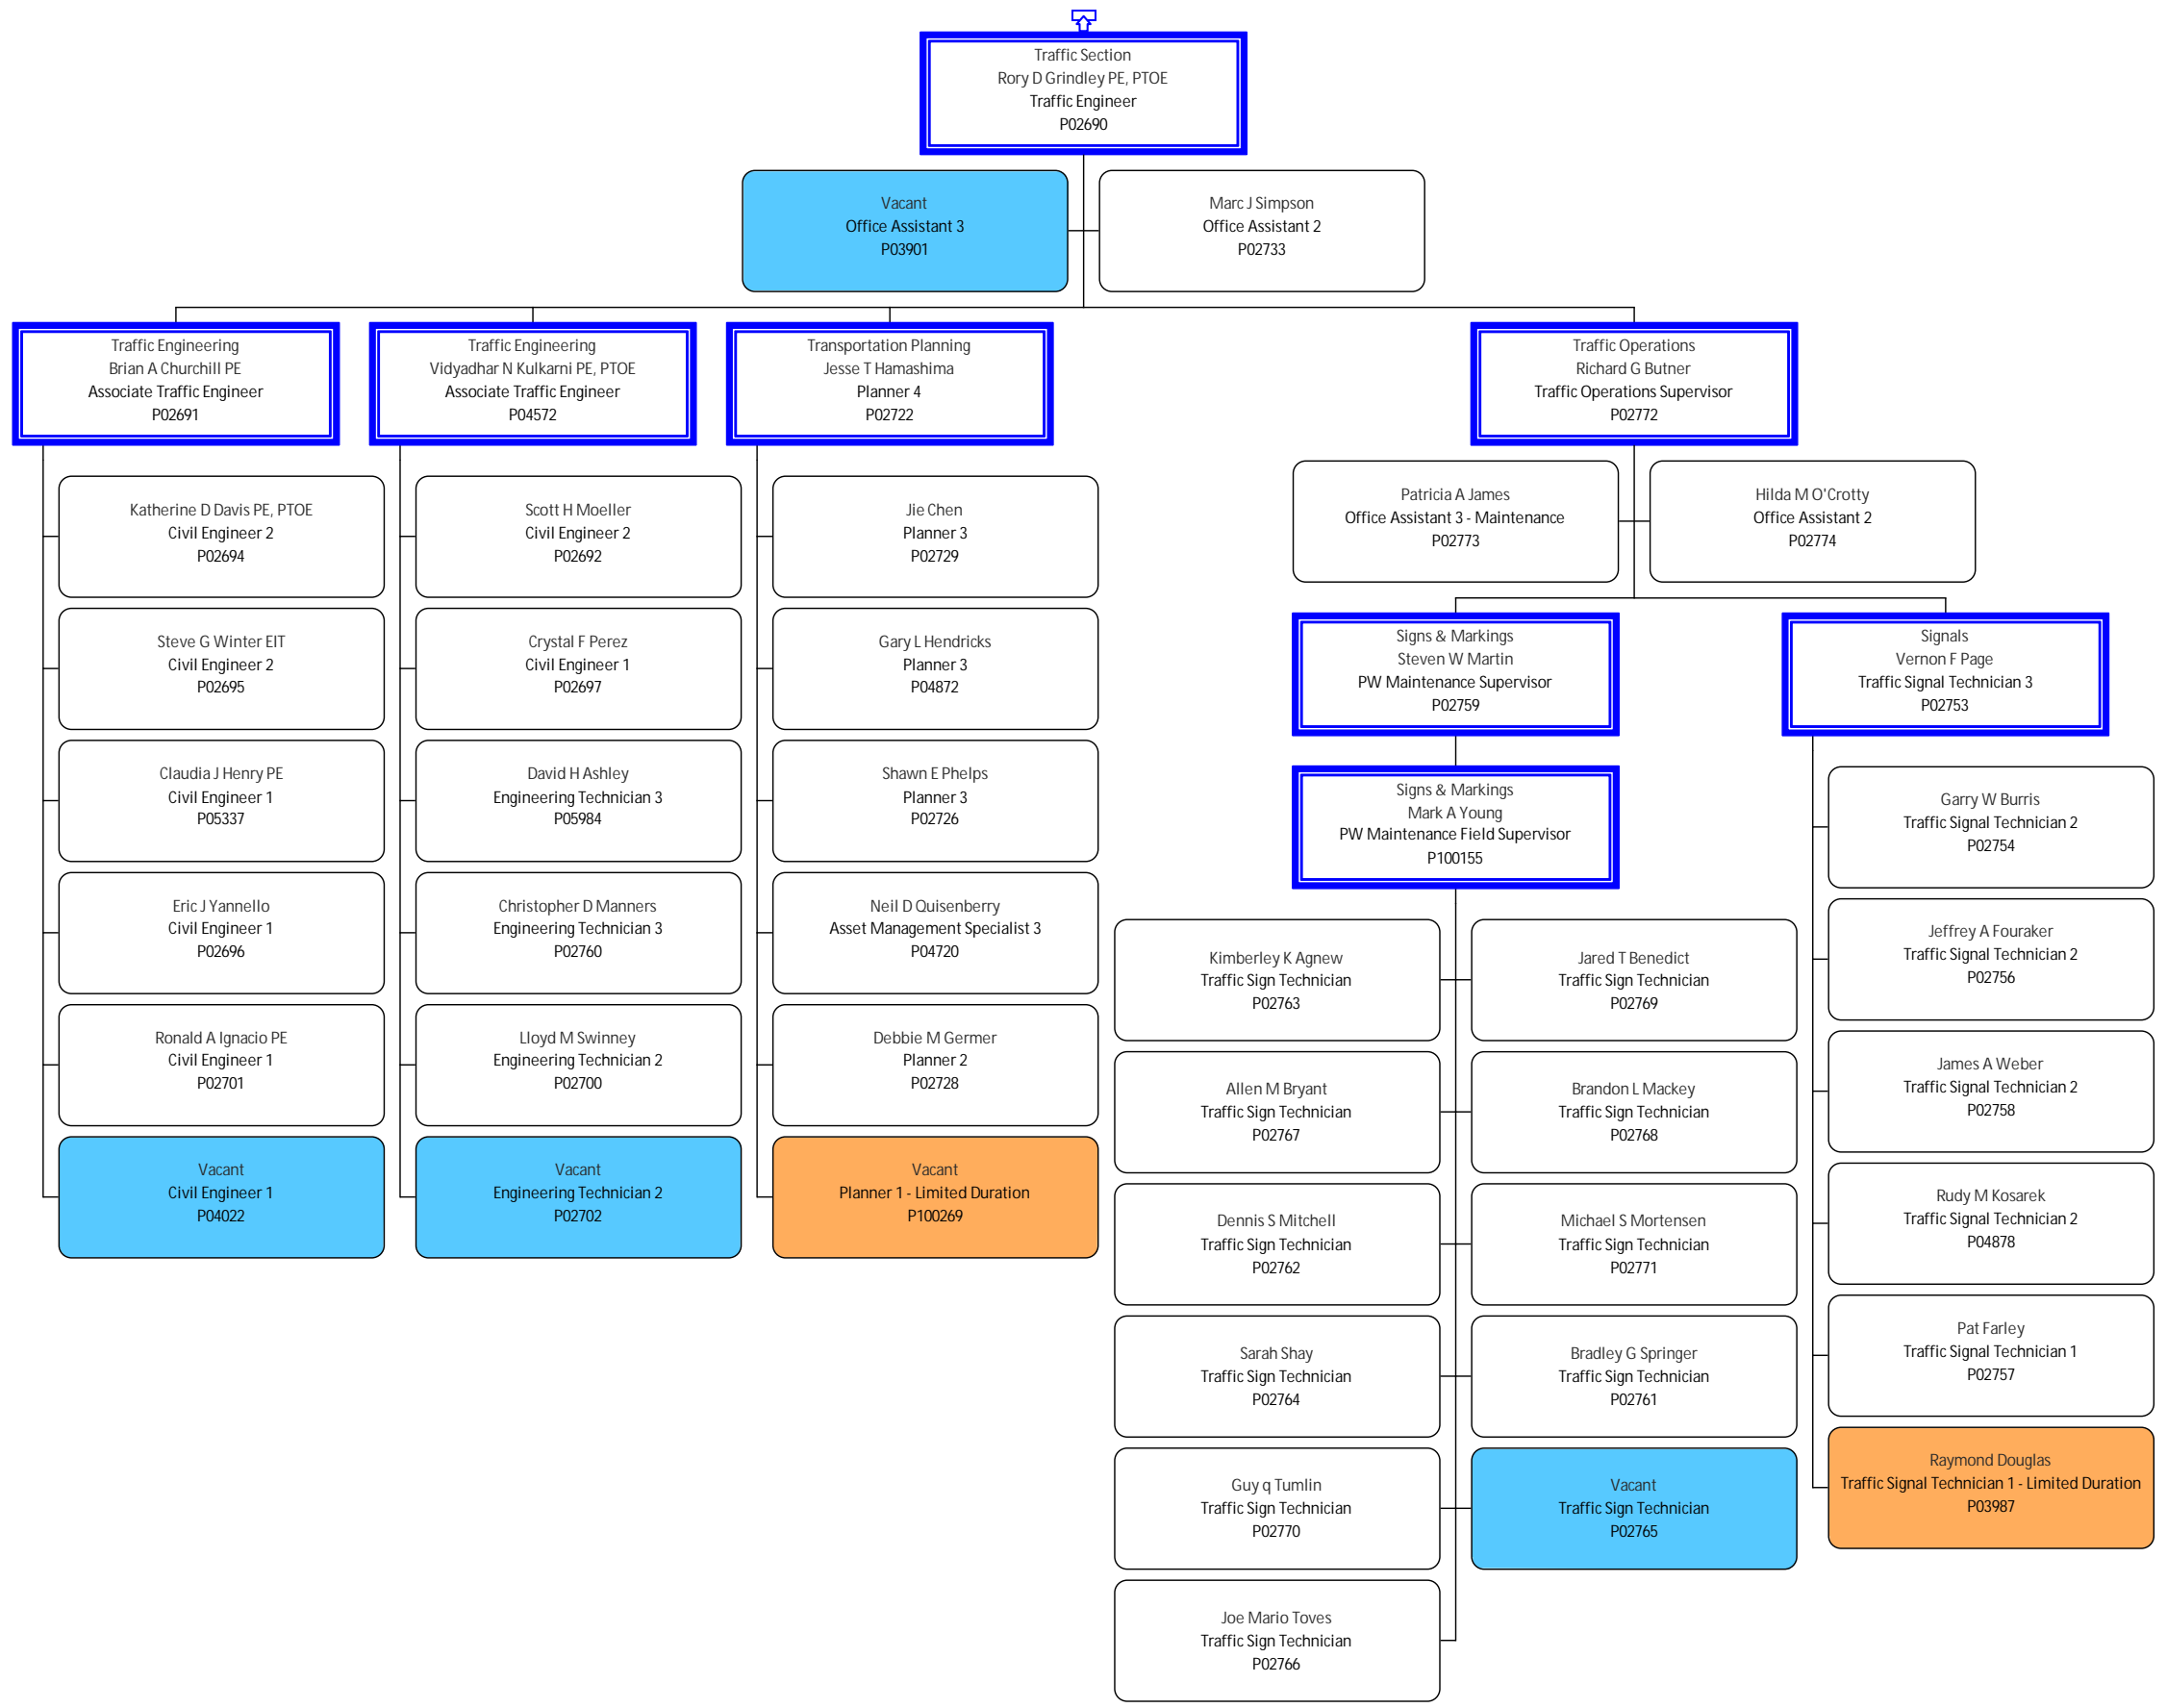 Traffic Section
Rory D Grindley PE, PTOE
Traffic Engineer
P02690
Vacant
Office Assistant 3
P03901
Marc J Simpson
Office Assistant 2
P02733
Traffic Engineering
Brian A Churchill PE
Associate Traffic Engineer
P02691
Traffic Engineering
Vidyadhar N Kulkarni PE, PTOE
Associate Traffic Engineer
P04572
Transportation Planning
Jesse T Hamashima
Planner 4
P02722
Traffic Operations
Richard G Butner
Traffic Operations Supervisor
P02772
Katherine D Davis PE, PTOE
Civil Engineer 2
P02694
Steve G Winter EIT
Civil Engineer 2
P02695
Claudia J Henry PE
Civil Engineer 1
P05337
Eric J Yannello
Civil Engineer 1
P02696
Ronald A Ignacio PE
Civil Engineer 1
P02701
Vacant
Civil Engineer 1
P04022
Scott H Moeller
Civil Engineer 2
P02692
Crystal F Perez
Civil Engineer 1
P02697
David H Ashley
Engineering Technician 3
P05984
Christopher D Manners
Engineering Technician 3
P02760
Lloyd M Swinney
Engineering Technician 2
P02700
Vacant
Engineering Technician 2
P02702
Jie Chen
Planner 3
P02729
Gary L Hendricks
Planner 3
P04872
Shawn E Phelps
Planner 3
P02726
Neil D Quisenberry
Asset Management Specialist 3
P04720
Debbie M Germer
Planner 2
P02728
Vacant
Planner 1 - Limited Duration
P100269
Patricia A James
Office Assistant 3 - Maintenance
P02773
Hilda M O'Crotty
Office Assistant 2
P02774
Signs & Markings
Steven W Martin
PW Maintenance Supervisor
P02759
Signs & Markings
Mark A Young
PW Maintenance Field Supervisor
P100155
Kimberley K Agnew
Traffic Sign Technician
P02763
Jared T Benedict
Traffic Sign Technician
P02769
Allen M Bryant
Traffic Sign Technician
P02767
Brandon L Mackey
Traffic Sign Technician
P02768
Dennis S Mitchell
Traffic Sign Technician
P02762
Michael S Mortensen
Traffic Sign Technician
P02771
Sarah Shay
Traffic Sign Technician
P02764
Bradley G Springer
Traffic Sign Technician
P02761
Guy q Tumlin
Traffic Sign Technician
P02770
Vacant
Traffic Sign Technician
P02765
Joe Mario Toves
Traffic Sign Technician
P02766
Signals
Vernon F Page
Traffic Signal Technician 3
P02753
Garry W Burris
Traffic Signal Technician 2
P02754
Jeffrey A Fouraker
Traffic Signal Technician 2
P02756
James A Weber
Traffic Signal Technician 2
P02758
Rudy M Kosarek
Traffic Signal Technician 2
P04878
Pat Farley
Traffic Signal Technician 1
P02757
Raymond Douglas
Traffic Signal Technician 1 - Limited Duration
P03987